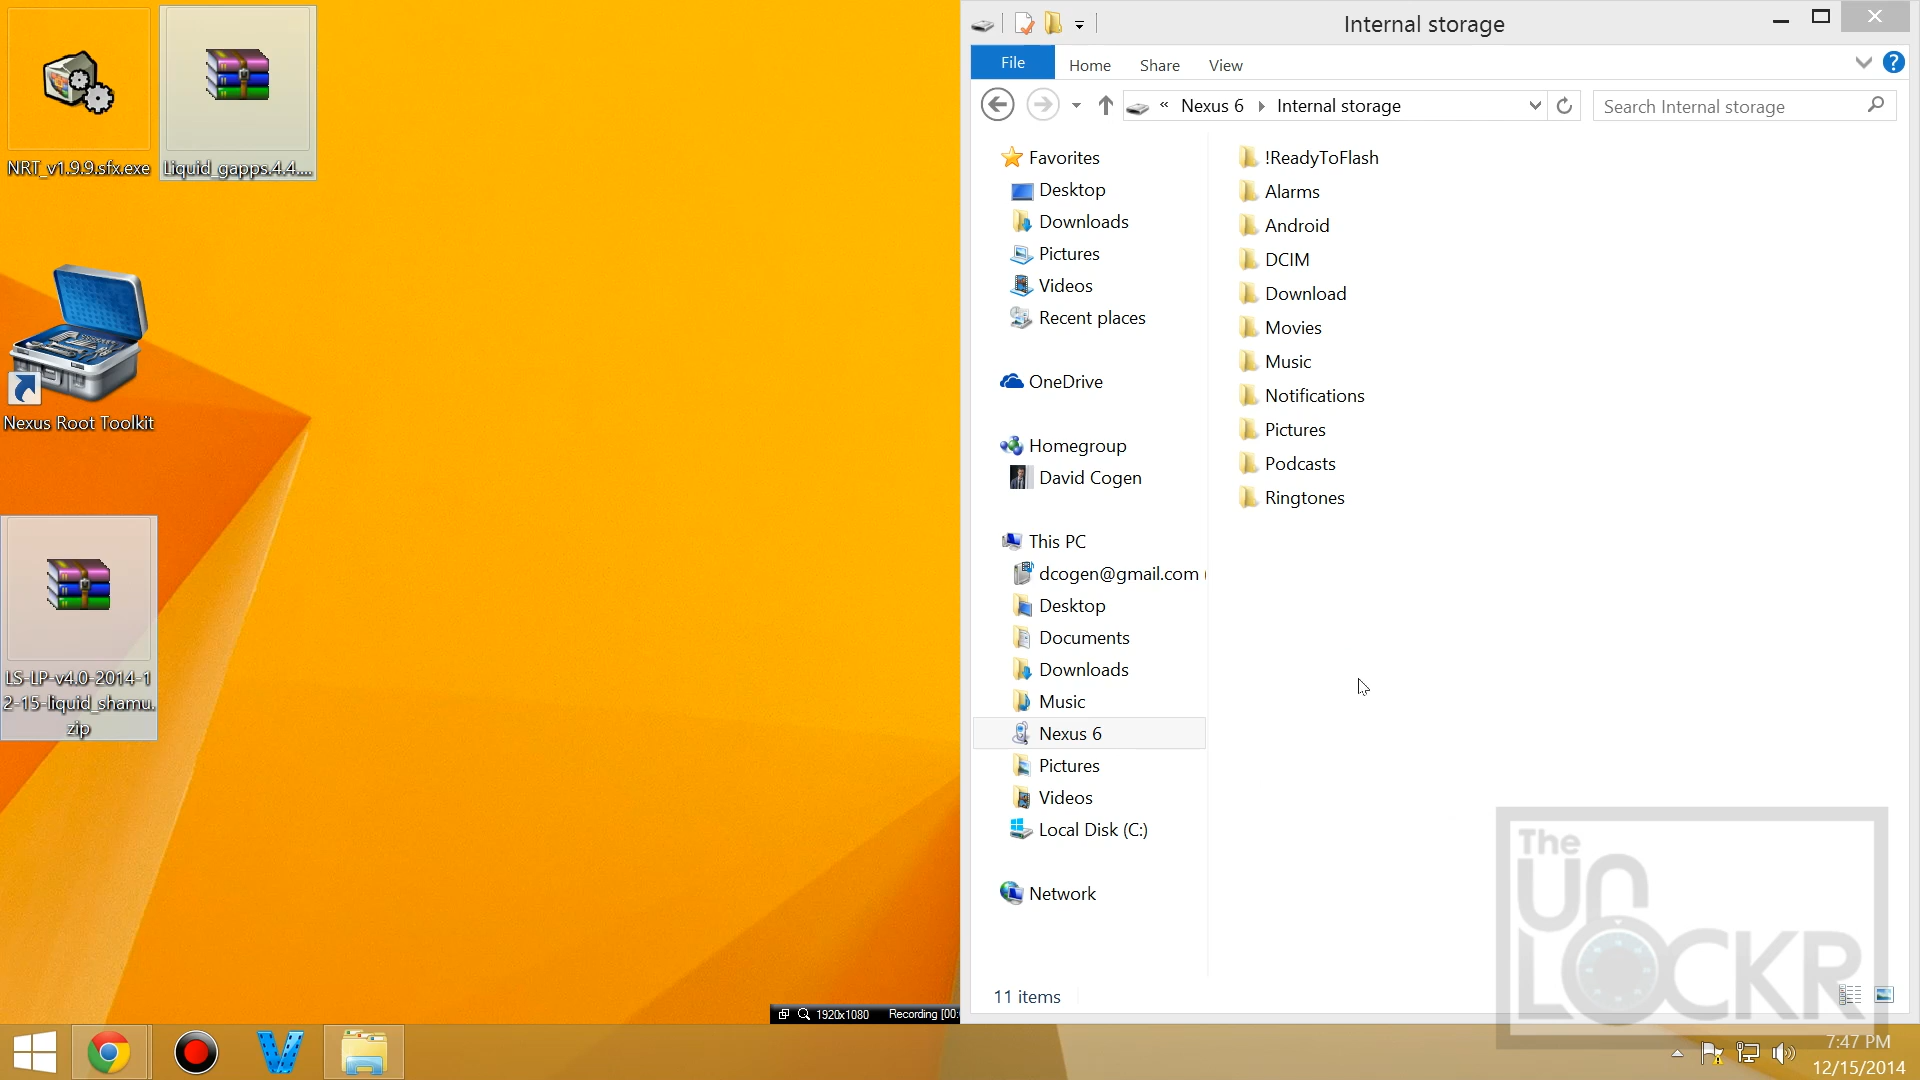 NRT_v1.9.9.sfx.exe
Liquid_gapps.4.4....
Nexus Root Toolkit
LS-LP-v4.0-2014-1
2-15-liquid_shamu.
zip
Internal storage
File
Home
Share
View
?
« Nexus 6 Internal storage
Search Internal storage
Favorites
Desktop
Downloads
Pictures
Videos
Recent places
OneDrive
Homegroup
David Cogen
This PC
dcogen@gmail.com (
Desktop
Documents
Downloads
Music
Nexus 6
Pictures
Videos
Local Disk (C:)
Network
!ReadyToFlash
Alarms
Android
DCIM
Download
Movies
Music
Notifications
Pictures
Podcasts
Ringtones
11 items
The
UNLOCKR
1920x1080 Recording [00:
7:47 PM
12/15/2014